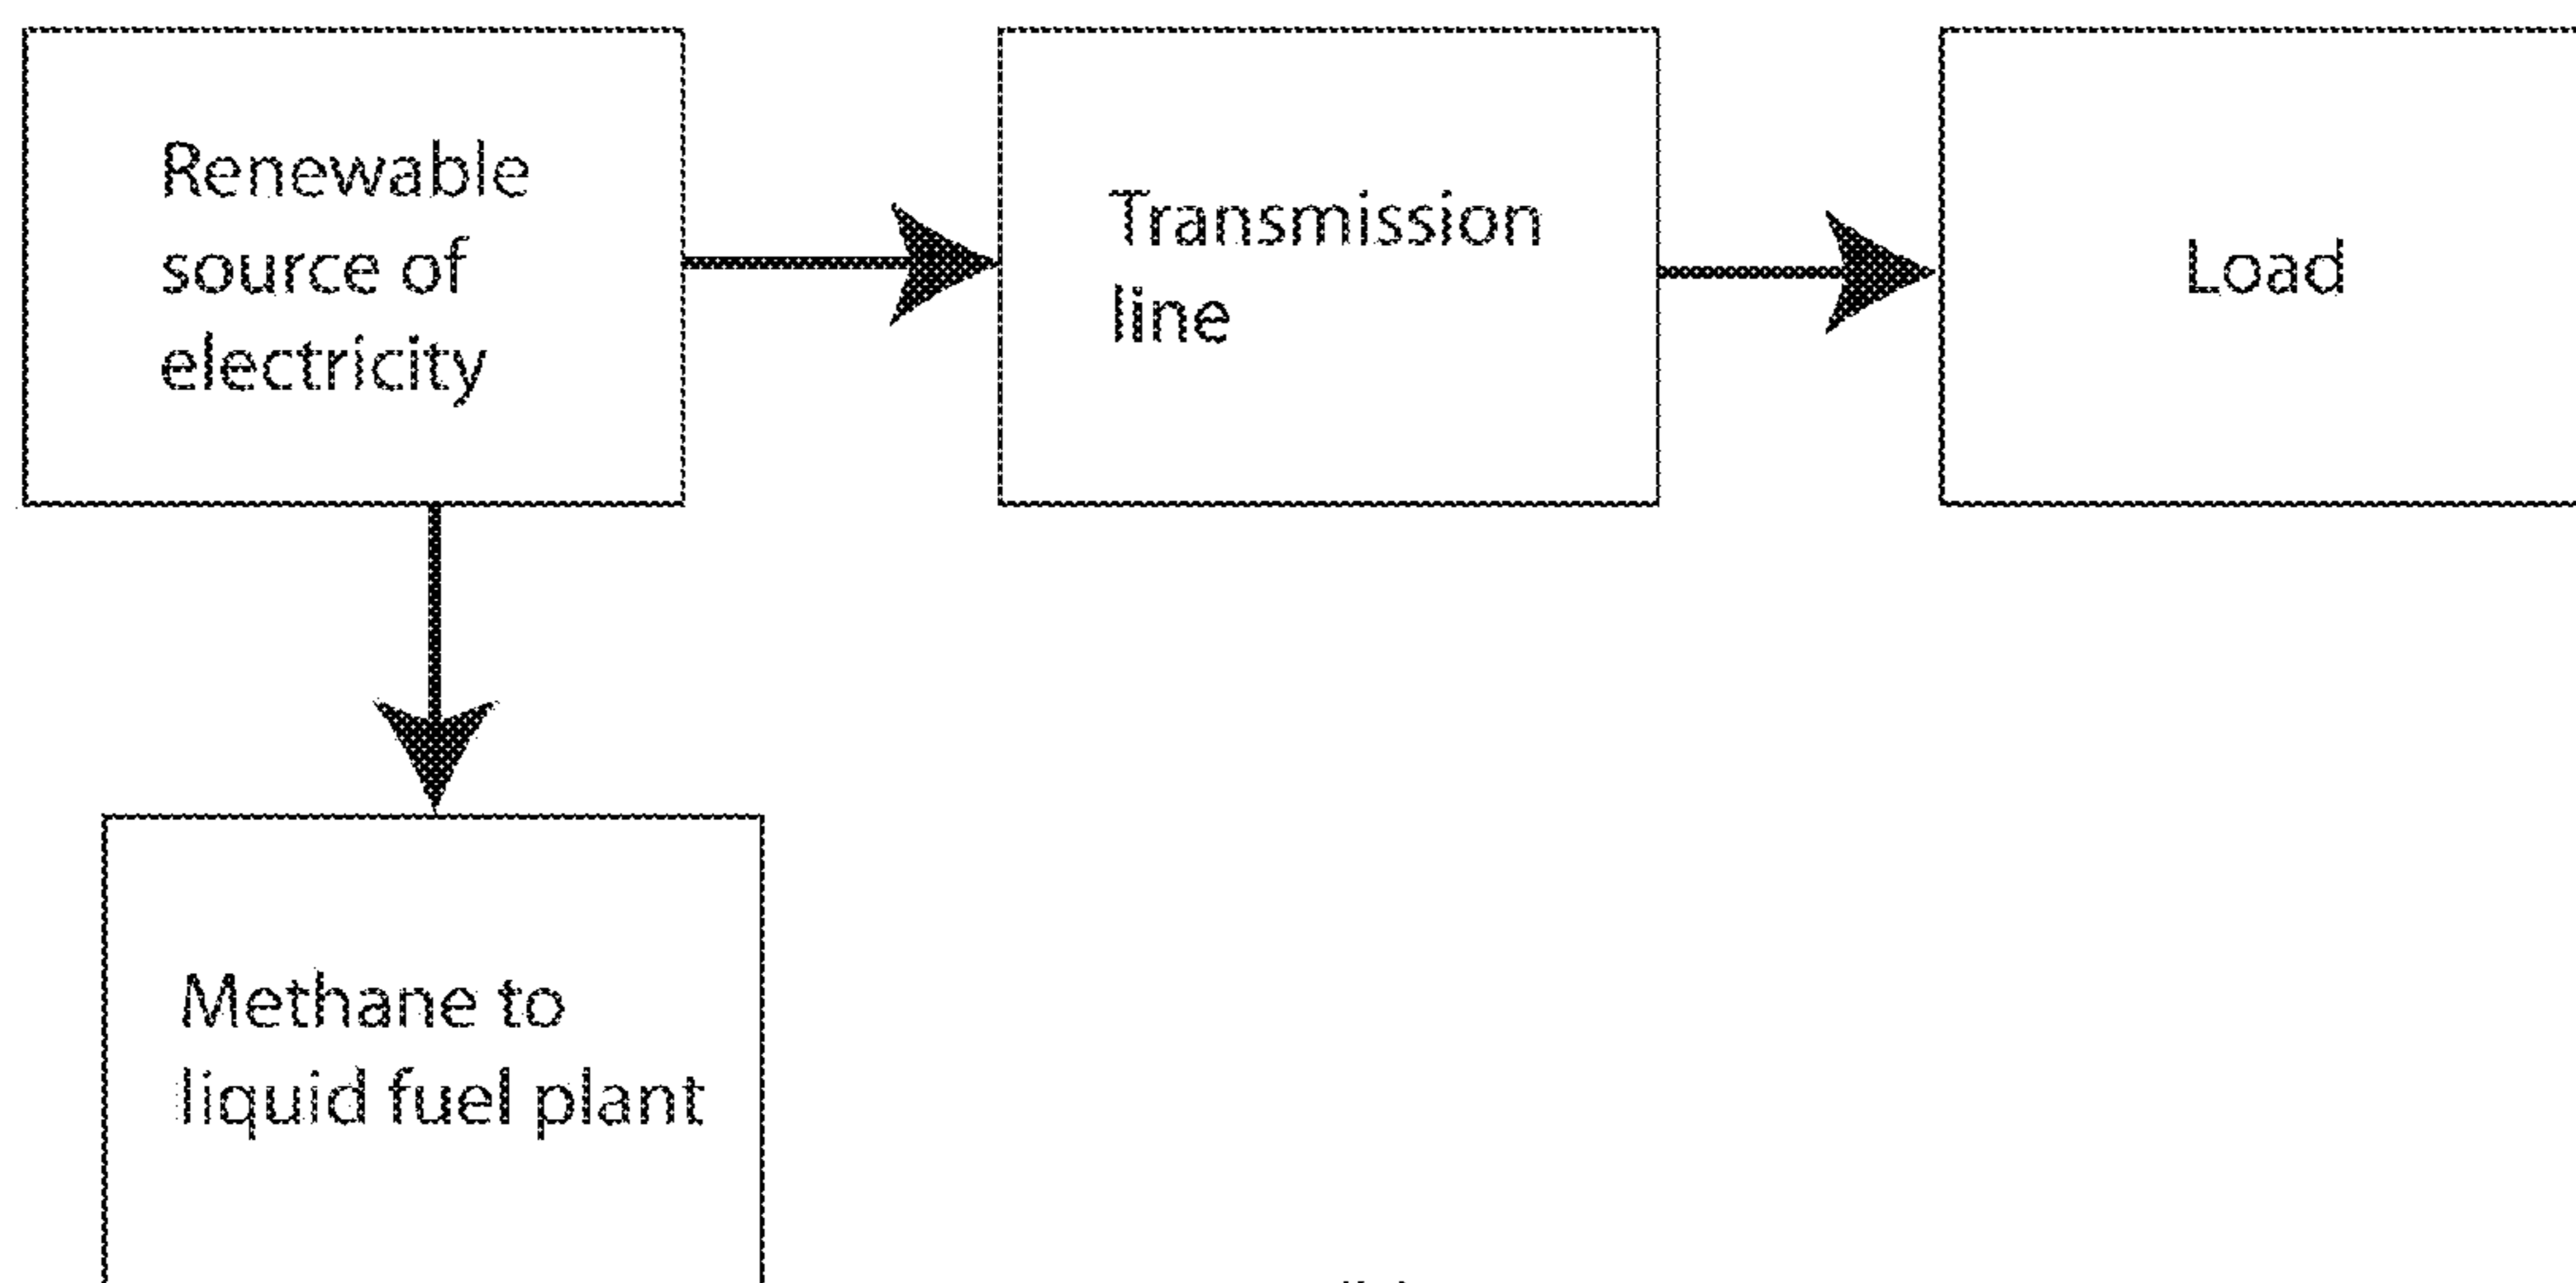 Renewable
source of
electricity
Transmission
line
Load
Methane to
liquid fuel plant